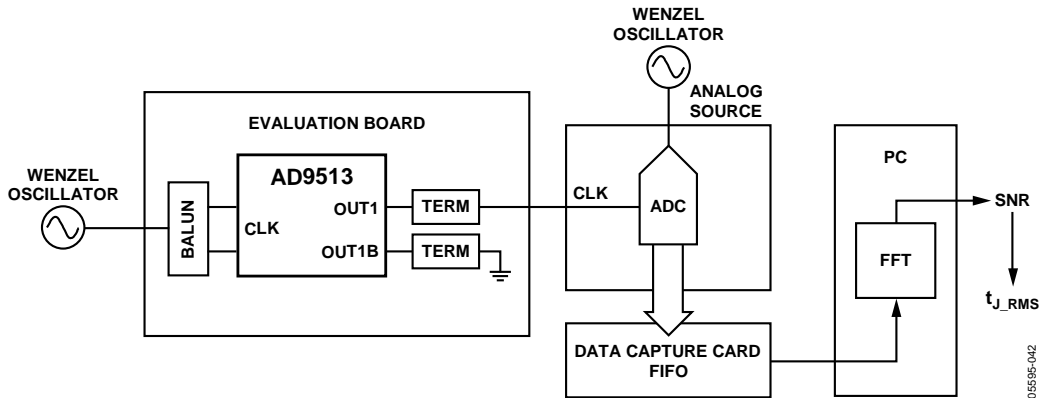 WENZEL
OSCILLATOR
ANALOG
SOURCE
EVALUATION BOARD
PC
WENZEL
OSCILLATOR
BALUN
AD9513
CLK
OUT1
OUT1B
TERM
TERM
CLK
ADC
FFT
SNR
tJ_RMS
DATA CAPTURE CARD
FIFO
05595-042